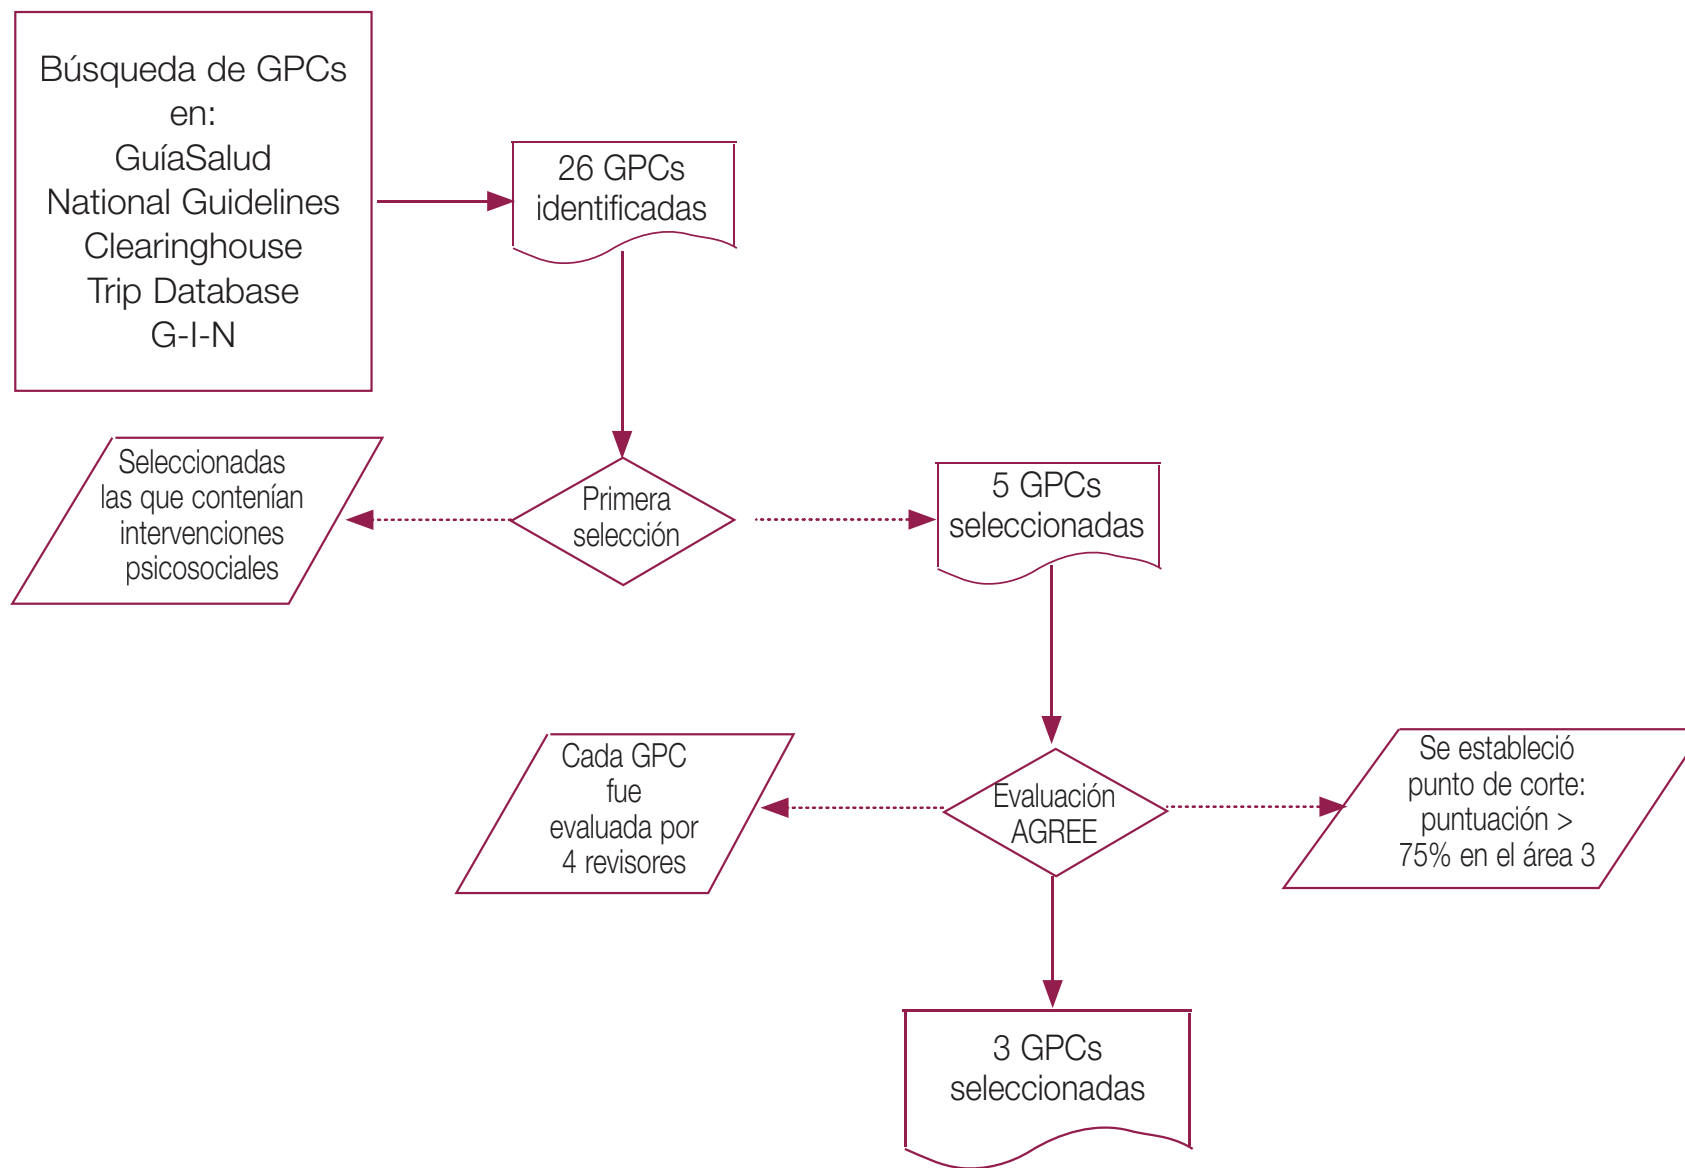 Búsqueda de GPCs
en:
GuíaSalud
National Guidelines
Clearinghouse
Trip Database
G-I-N
26 GPCs
identificadas
Seleccionadas
las que contenían
intervenciones
psicosociales
Primera
selección
5 GPCs
seleccionadas
Cada GPC
fue
evaluada por
4 revisores
Evaluación
AGREE
Se estableció
punto de corte:
puntuación >
75% en el área 3
3 GPCs
seleccionadas